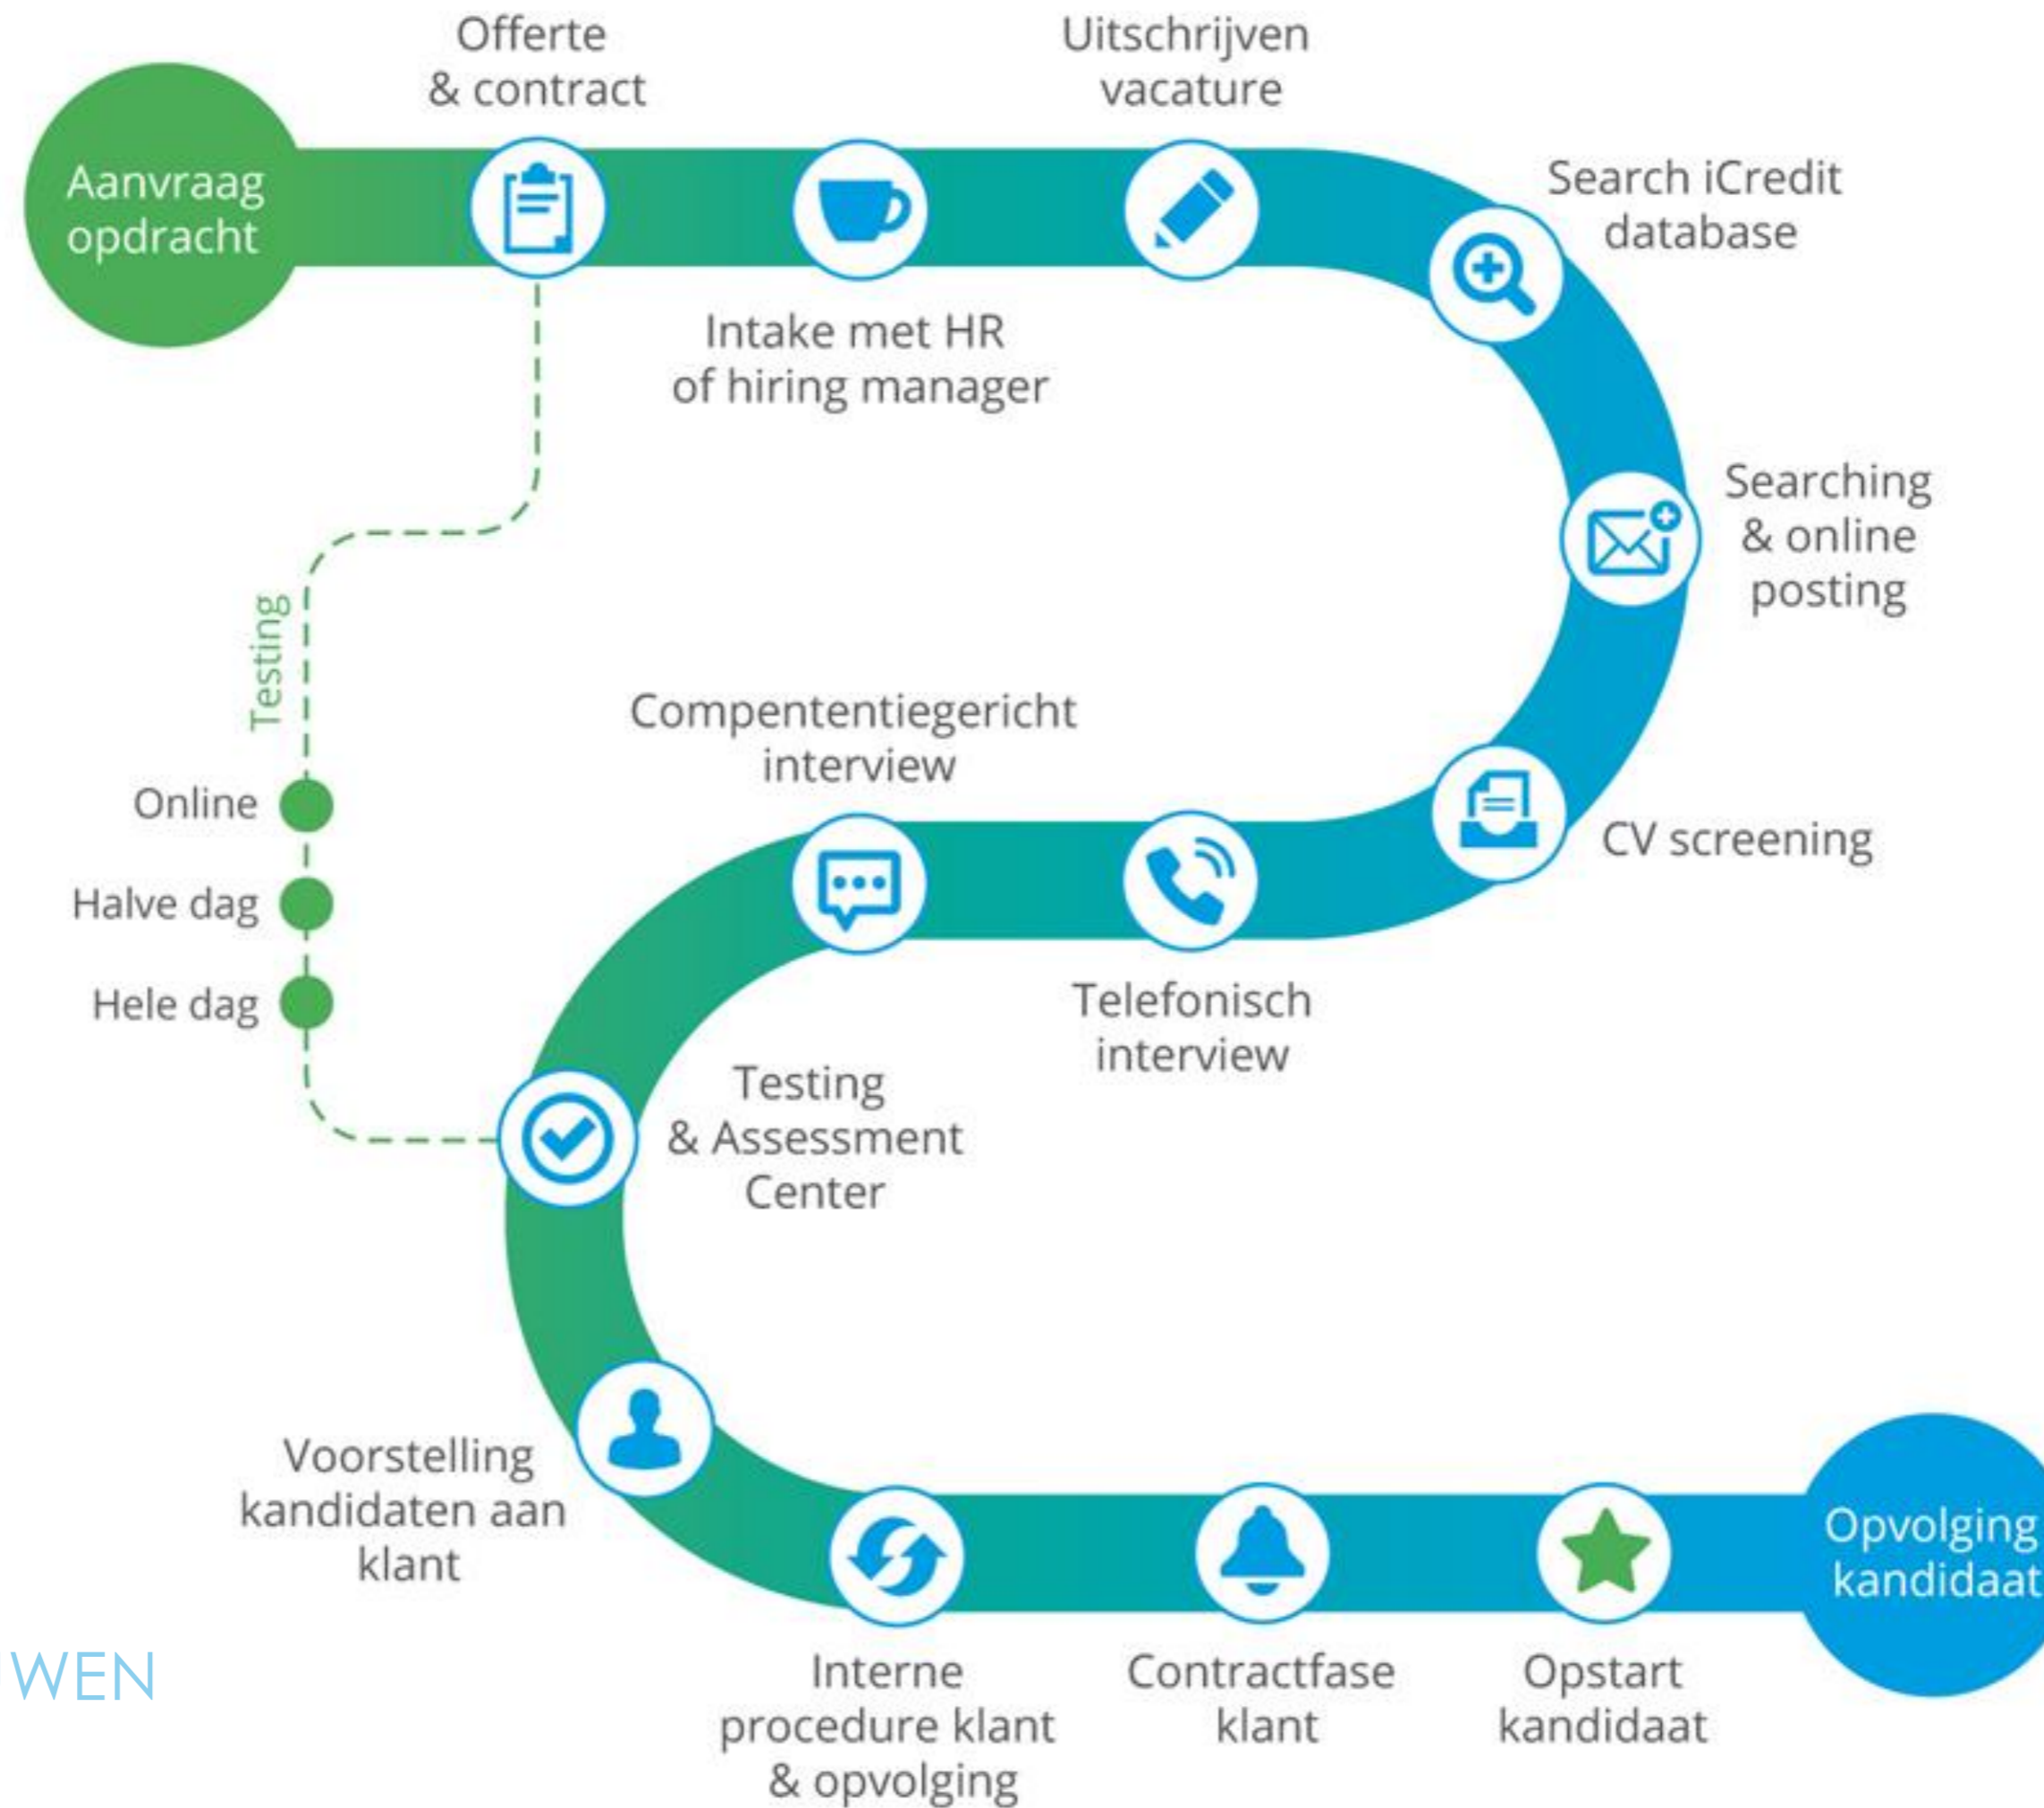 Aanvraag
opdracht
Offerte
& contract
Intake met HR
of hiring manager
Uitschrijven
vacature
Search iCredit
database
Searching
& online
posting
CV screening
Telefonisch
interview
Compententiegericht
interview
Testing
Online
Halve dag
Hele dag
Testing
& Assessment
Center
Voorstelling
kandidaten aan
klant
Interne
procedure klant
& opvolging
Contractfase
klant
Opstart
kandidaat
Opvolging
kandidaat
WEN